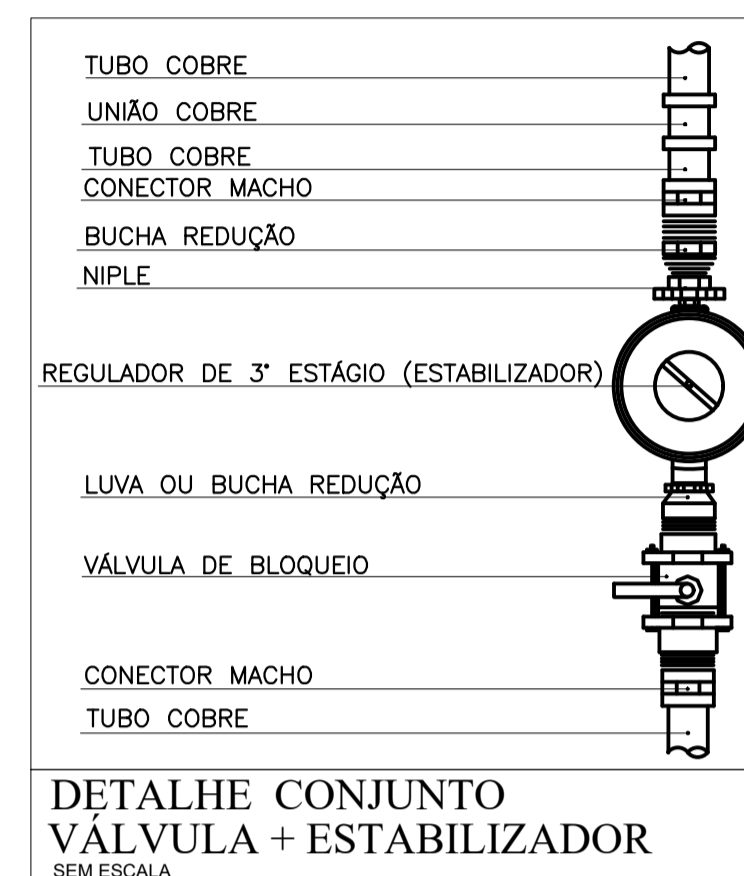 TUBO COBRE
UNIÃO COBRE
TUBO COBRE
CONECTOR MACHO
BUCHA REDUÇÃO
NIPLE
REGULADOR DE 3° ESTÁGIO (ESTABILIZADOR)
LUVA OU BUCHA REDUÇÃO
VÁLVULA DE BLOQUEIO
CONECTOR MACHO
TUBO COBRE
DETALHE CONJUNTO
VÁLVULA + ESTABILIZADOR
SEM ESCALA